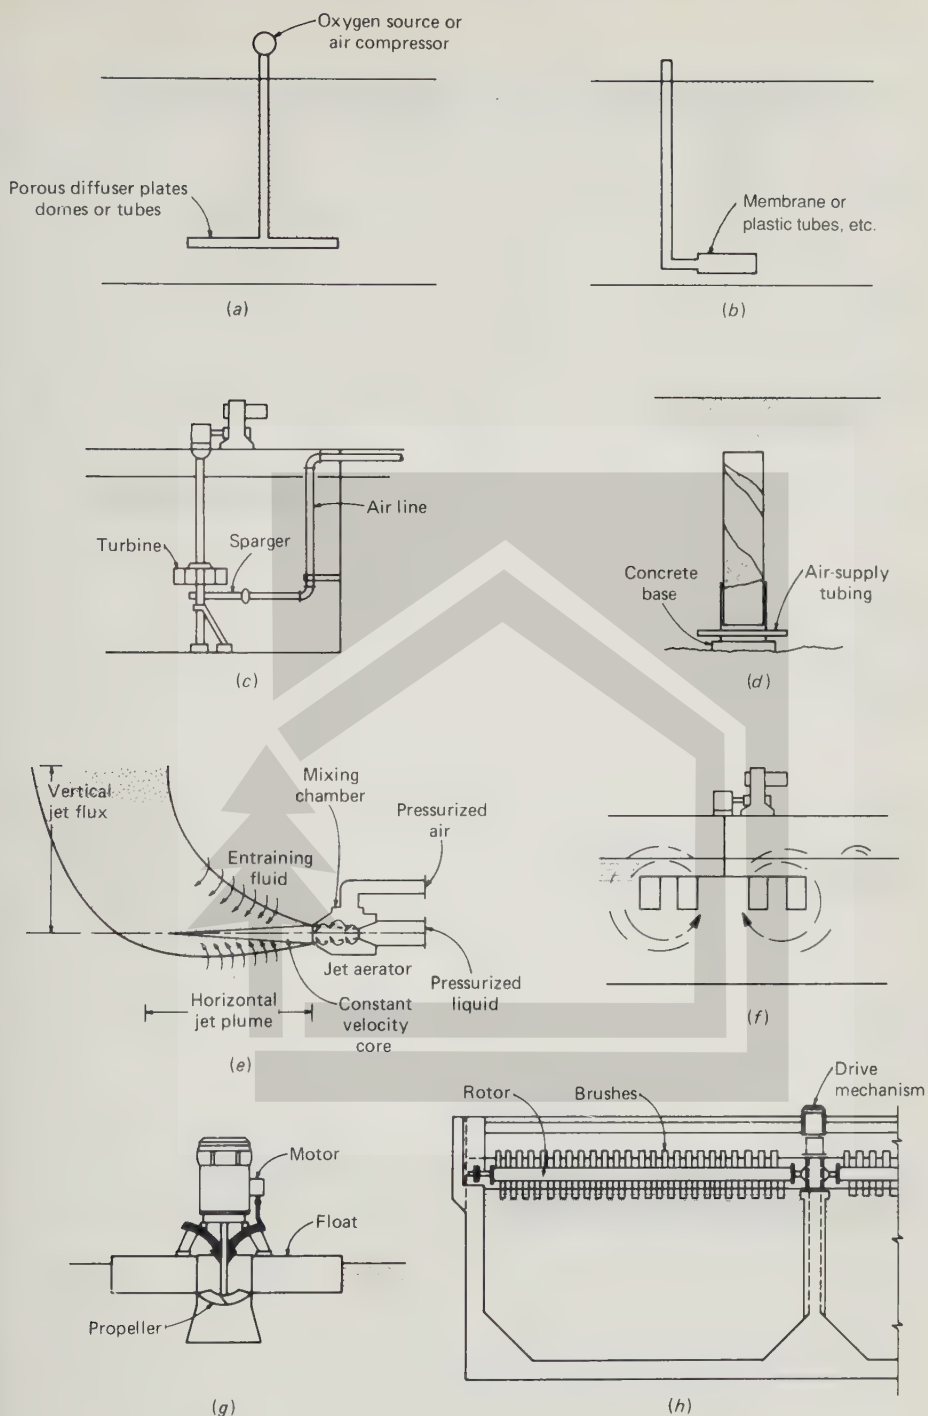 Oxygen source or
air compressor
Porous diffuser plates
domes or tubes
(a)
Membrane or
plastic tubes, etc.
(b)
Turbine
Sparger
Air line
(c)
Concrete
base
Air-supply
tubing
(d)
Vertical
jet flux
Mixing
chamber
Pressurized
air
Entraining
fluid
Jet aerator
Pressurized
liquid
Horizontal
jet plume
Constant
velocity
core
(e)
(f)
Motor
Float
Propeller
(g)
Rotor
Brushes
Drive
mechanism
(h)